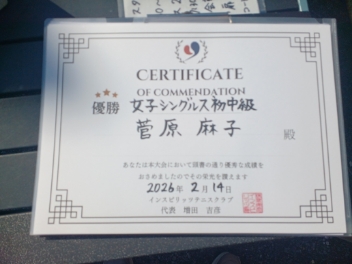 CERTIFICATE
OF COMMENDATION
優勝 女子シングルス初中級
菅原 麻子 殿
あなたは本大会において頭書の通り優秀な成績を
おさめましたのでその栄光を讃えます
2026年 2月 14日
インスピリッツテニスクラブ
代表 増田 吉彦